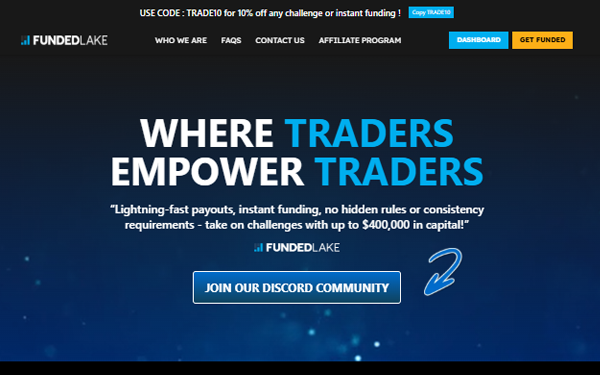 USE CODE : TRADE10 for 10% off any challenge or instant funding !
Copy TRADE10
FUNDEDLAKE
WHO WE ARE
FAQS
CONTACT US
AFFILIATE PROGRAM
DASHBOARD
GET FUNDED
WHERE TRADERS
EMPOWER TRADERS
“Lightning-fast payouts, instant funding, no hidden rules or consistency
requirements - take on challenges with up to $400,000 in capital!”
FUNDEDLAKE
JOIN OUR DISCORD COMMUNITY